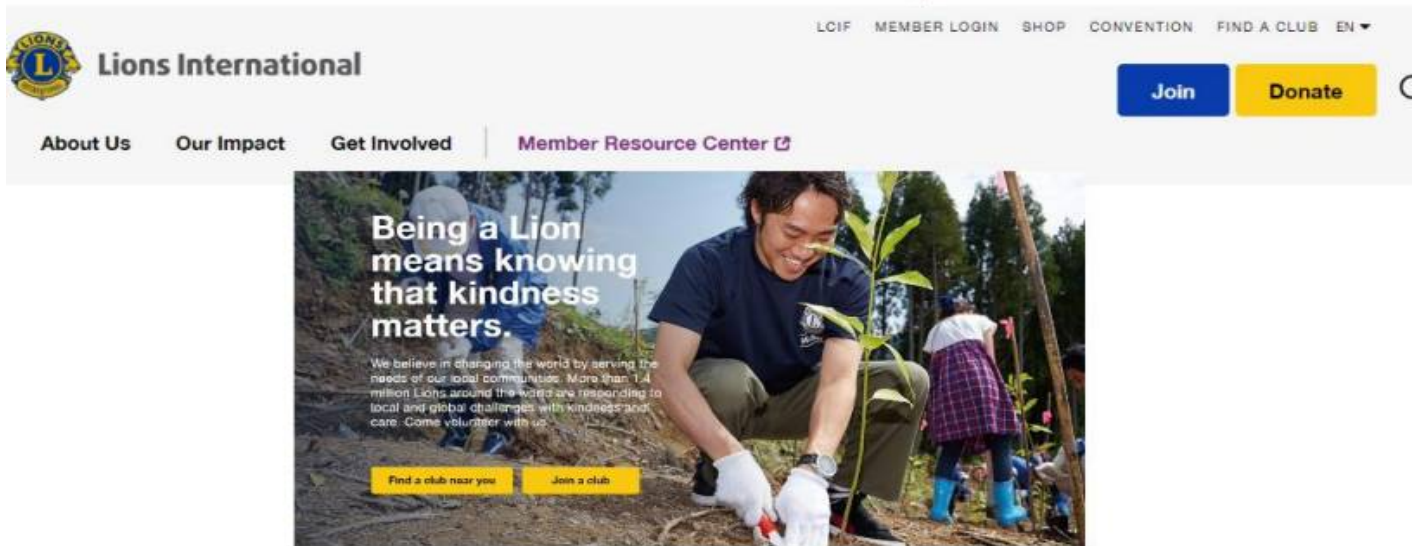 LCIF MEMBER LOGIN SHOP CONVENTION FIND A CLUB EN
LIONS
L
Lions International
Join Donate
About Us Our Impact Get Involved Member Resource Center
Being a Lion
means knowing
that kindness
matters.
We believe in changing the world by serving the
needs of our local communities. More than 1.4
million Lions around the world are responding to
local and global challenges with kindness and
care. Come volunteer with us.
Find a club near you Join a club